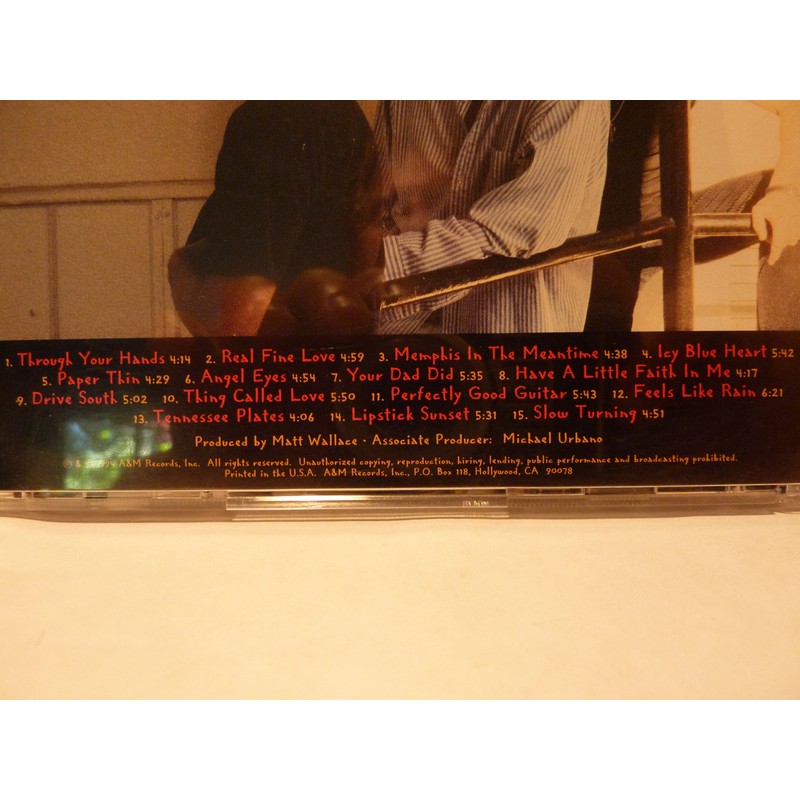 1. Through Your Hands 4:14 2. Real Fine Love 4:59 3. Memphis In The Meantime 4:38 4. Icy Blue Heart 5:42
5. Paper Thin 4:29 6. Angel Eyes 4:54 7. Your Dad Did 5:35 8. Have A Little Faith In Me 4:17
9. Drive South 5:02 10. Thing Called Love 5:50 11. Perfectly Good Guitar 5:43 12. Feels Like Rain 6:21
13. Tennessee Plates 4:06 14. Lipstick Sunset 5:31 15. Slow Turning 4:51
Produced by Matt Wallace · Associate Producer: Michael Urbano
℗ & © 1994 A&M Records, Inc. All rights reserved. Unauthorized copying, reproduction, hiring, lending, public performance and broadcasting prohibited.
Printed in the U.S.A. A&M Records, Inc., P.O. Box 118, Hollywood, CA 90078